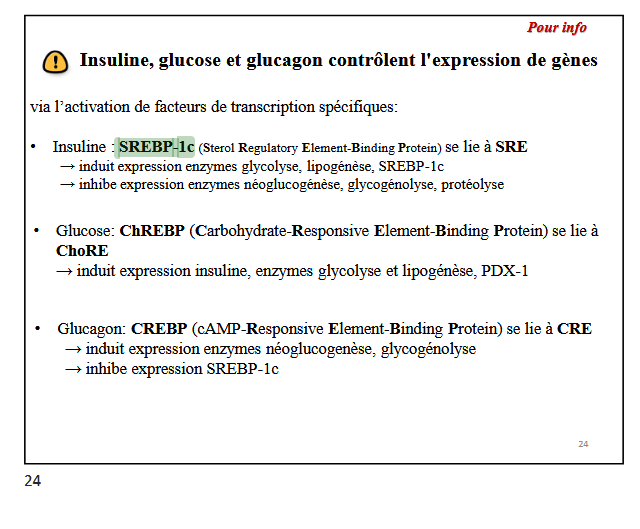 Pour info
Insuline, glucose et glucagon contrôlent l'expression de gènes
via l'activation de facteurs de transcription spécifiques:
• Insuline : SREBP-1c (Sterol Regulatory Element-Binding Protein) se lie à SRE
→ induit expression enzymes glycolyse, lipogénèse, SREBP-1c
→ inhibe expression enzymes néoglucogénèse, glycogénolyse, protéolyse
• Glucose: ChREBP (Carbohydrate-Responsive Element-Binding Protein) se lie à
ChoRE
→ induit expression insuline, enzymes glycolyse et lipogénèse, PDX-1
• Glucagon: CREBP (cAMP-Responsive Element-Binding Protein) se lie à CRE
→ induit expression enzymes néoglucogenèse, glycogénolyse
→ inhibe expression SREBP-1c
24
24